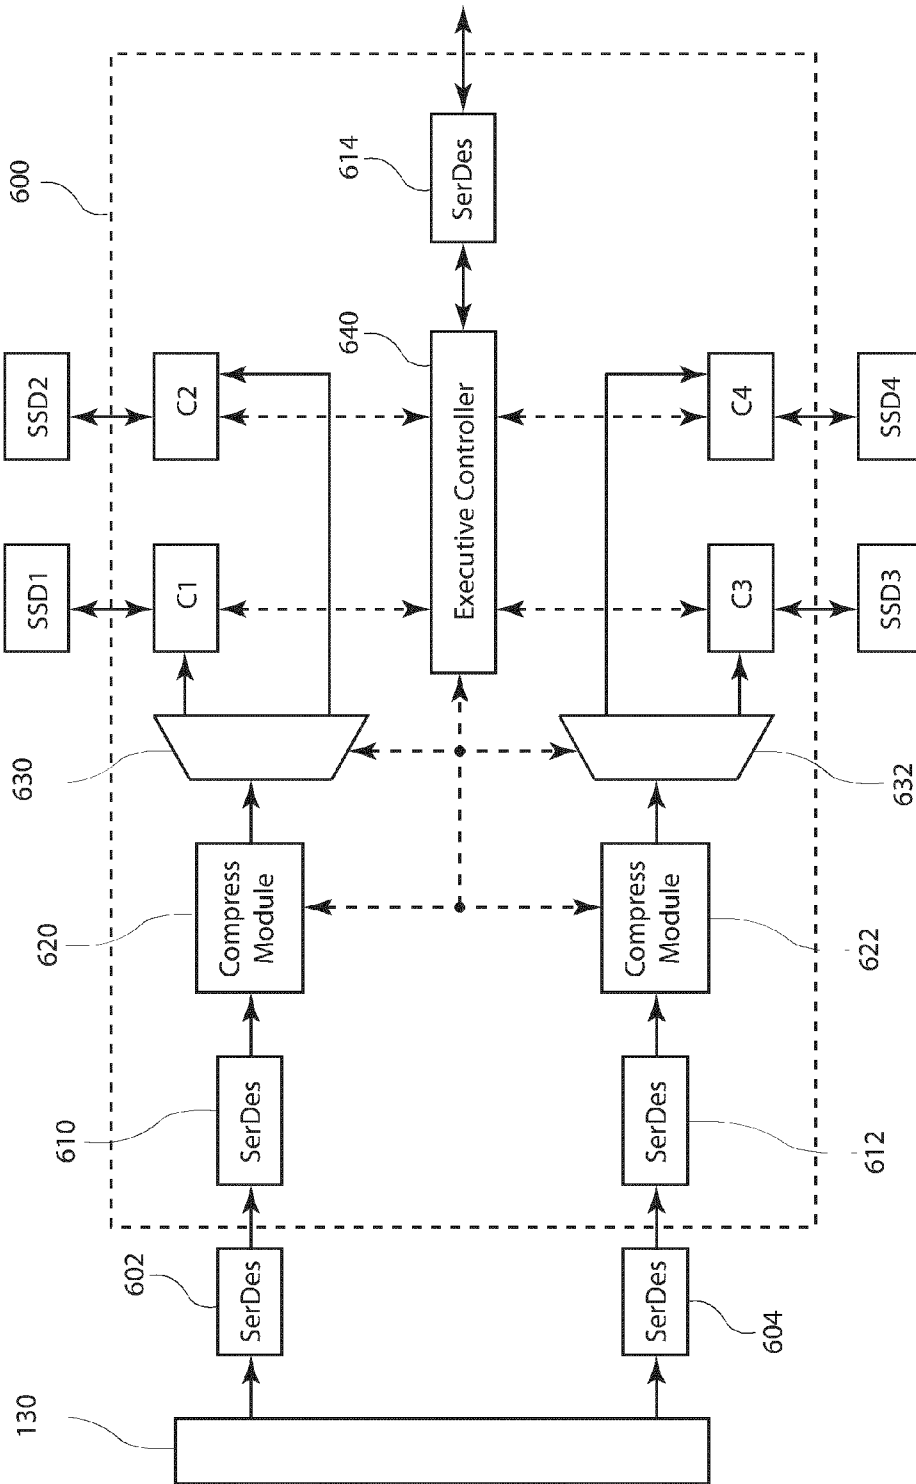 SSD1
SSD2
600
C1
C2
630
620
610
602
130
SerDes
SerDes
Compress
Module
640
614
Executive Controller
SerDes
SerDes
SerDes
Compress
Module
C3
C4
604
612
622
632
SSD3
SSD4